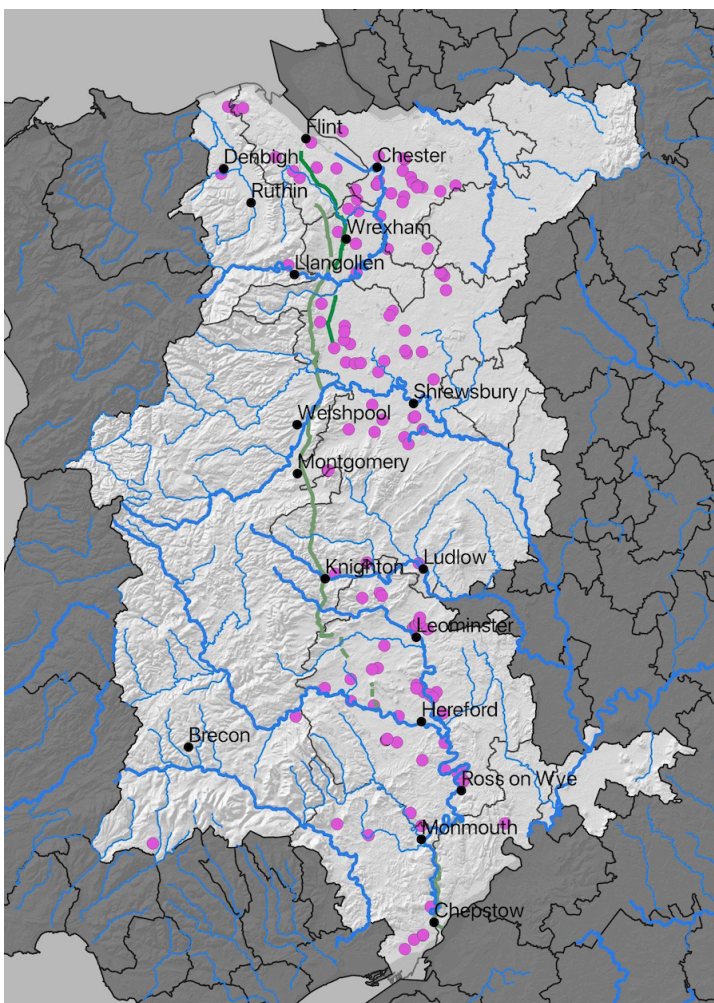 Flint
Denbigh
Chester
Ruthin
Wrexham
Llangollen
Shrewsbury
Welshpool
Montgomery
Knighton
Ludlow
Leominster
Hereford
Brecon
Ross on Wye
Monmouth
Chepstow